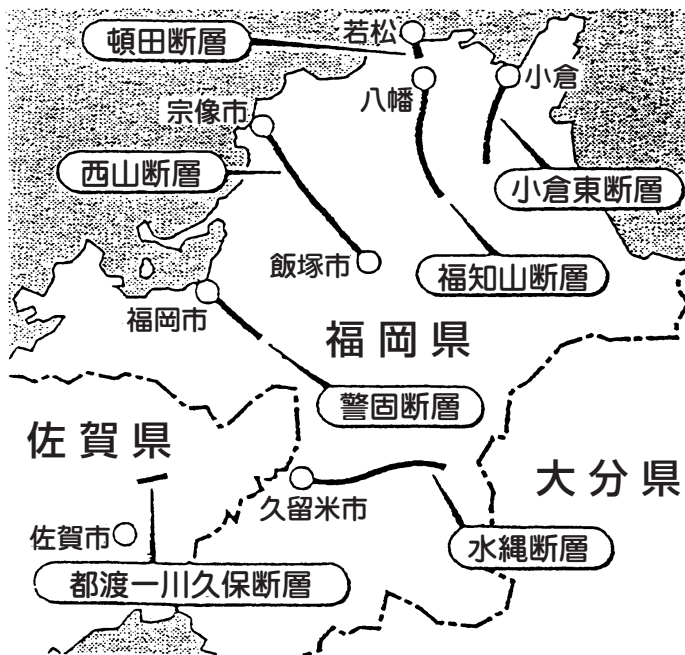 若松
頓田断層
小倉
八幡
宗像市
西山断層
小倉東断層
飯塚市
福知山断層
福岡市
福岡県
警固断層
佐賀県
大分県
久留米市
佐賀市
水縄断層
都渡一川久保断層